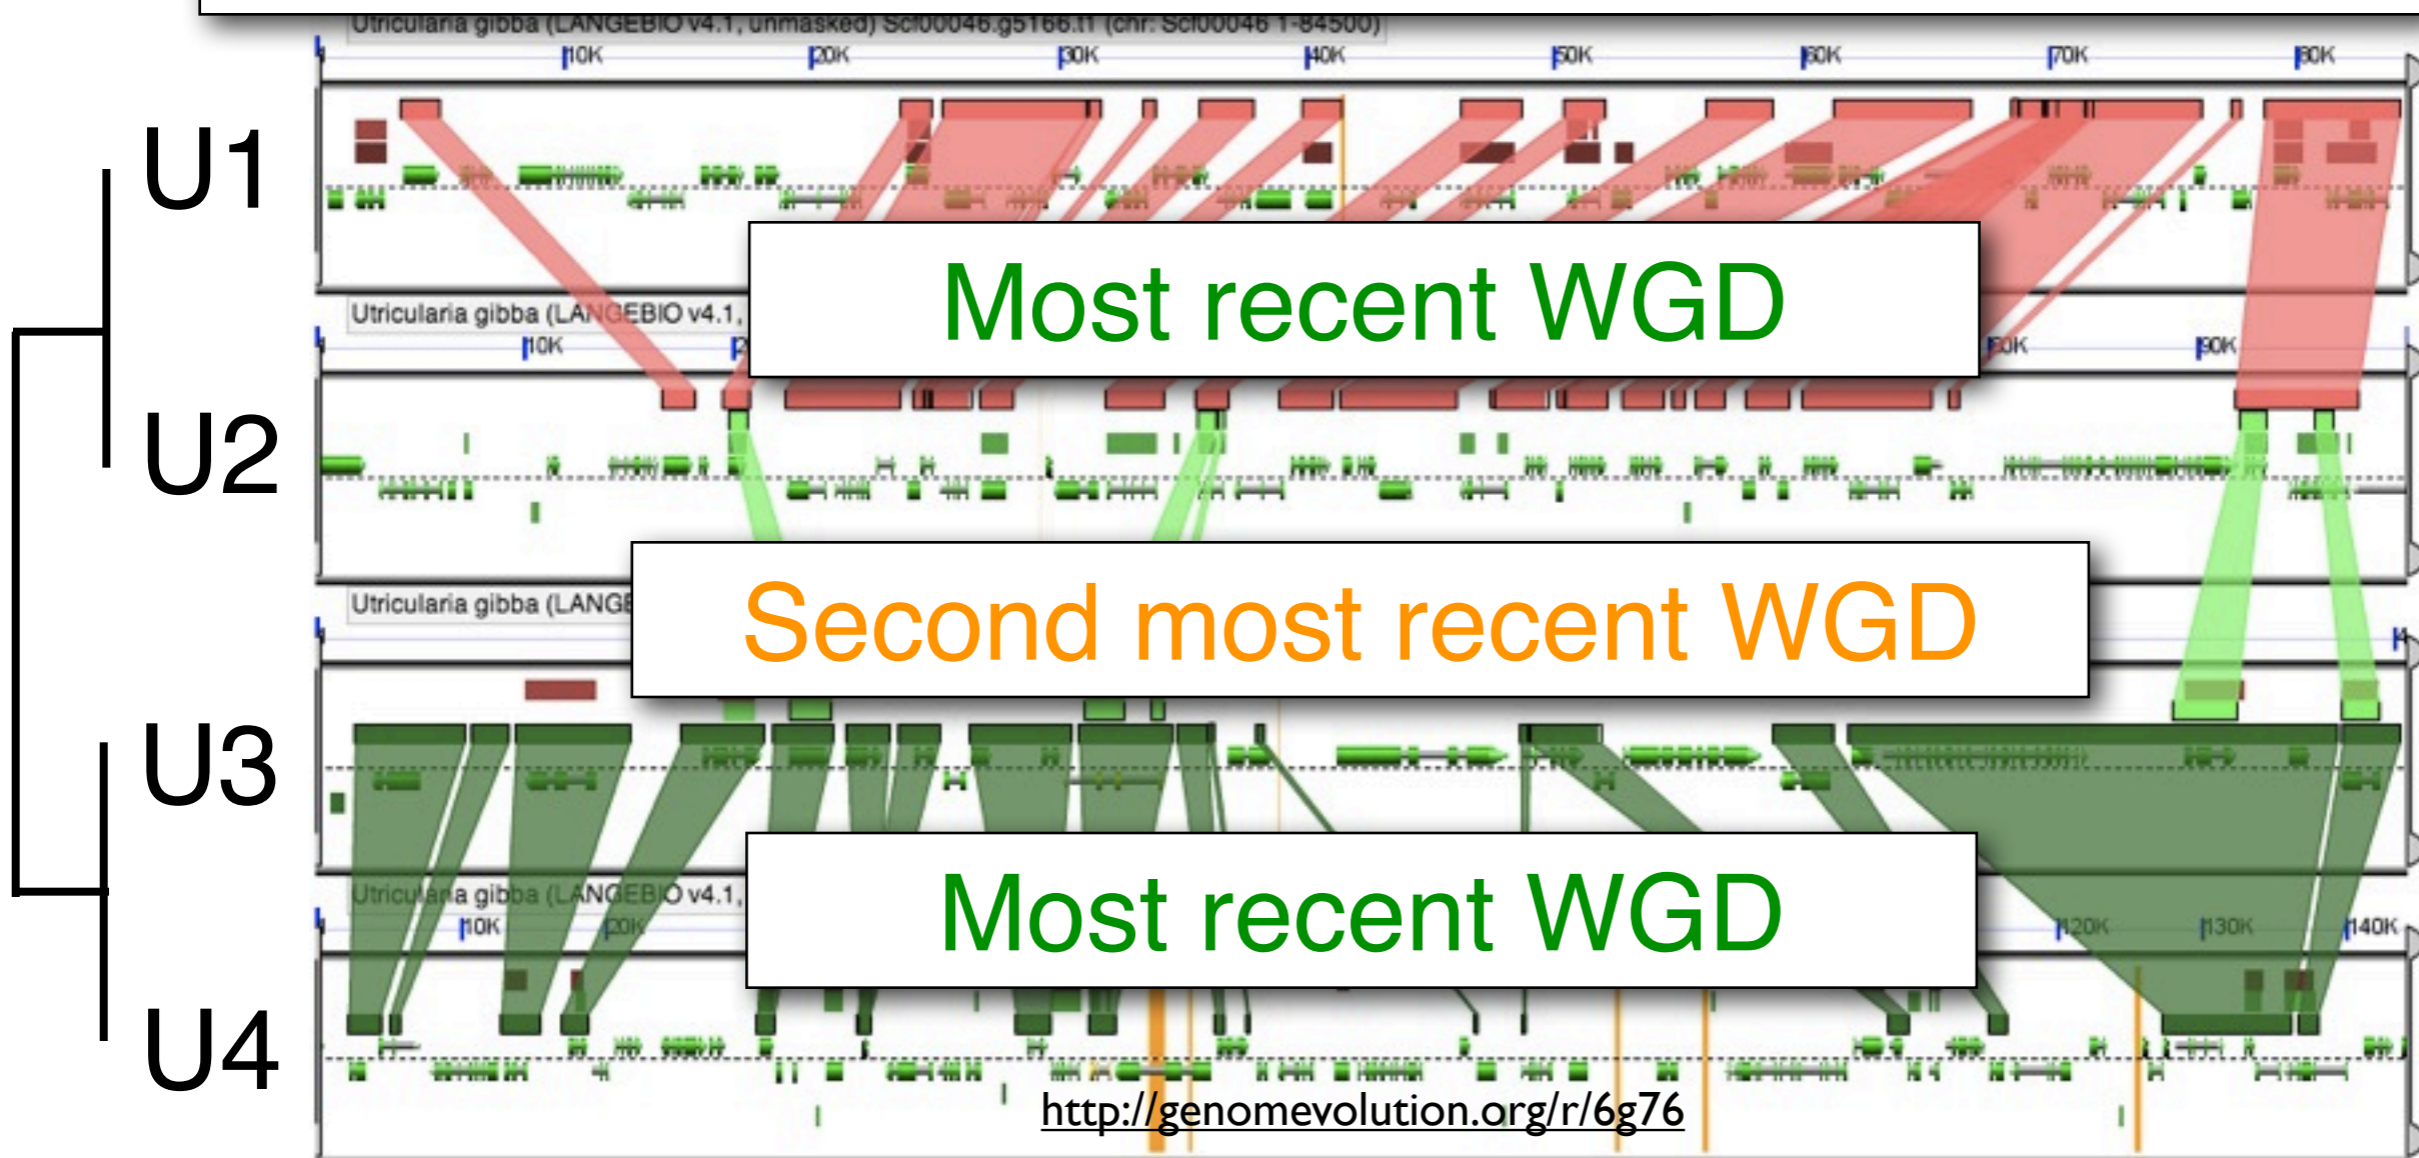 Utricularia gibba (LANGEBIO v4.1, unmasked) Scf00046.g5166.t1 (chr: Scf00046 1-84500)
10K 20K 30K 40K 50K 60K 70K 80K
U1
Most recent WGD
Utricularia gibba (LANGEBIO v4.1,
10K 90K
U2
Second most recent WGD
Utricularia gibba (LANGE
U3
Most recent WGD
Utricularia gibba (LANGEBIO v4.1,
10K 20K 120K 130K 140K
U4
http://genomevolution.org/r/6g76